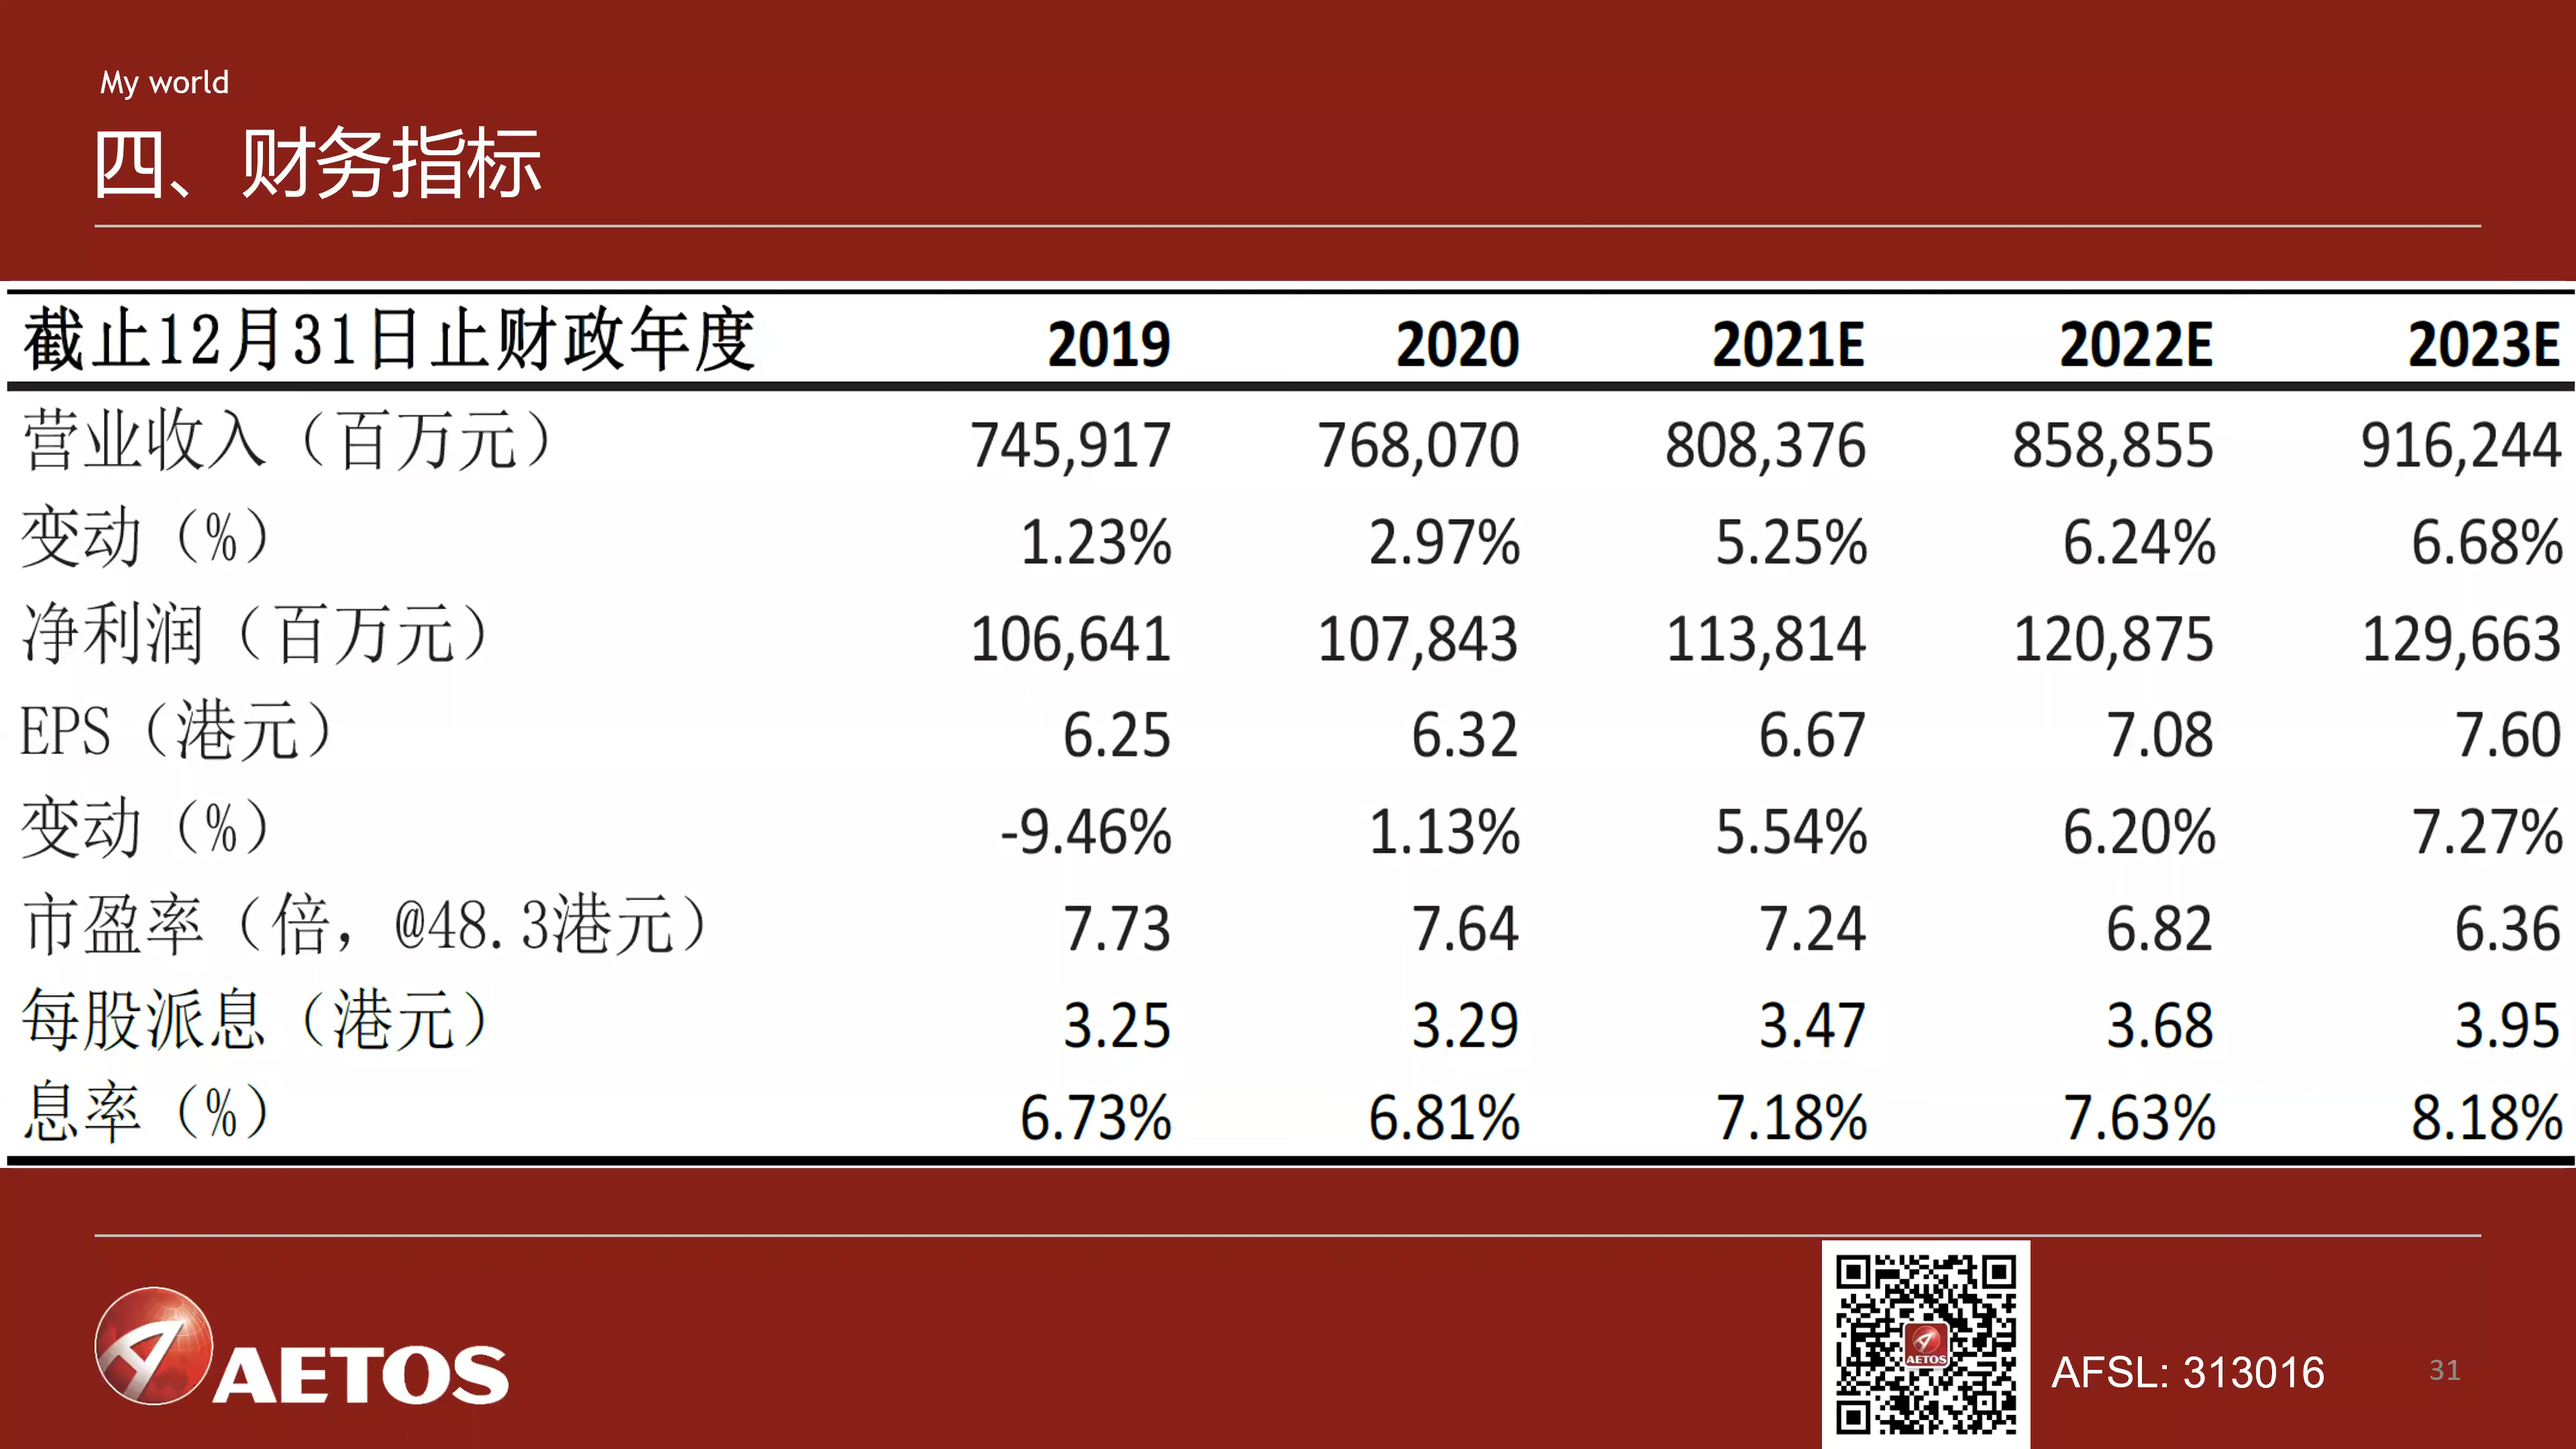 My world
四、财务指标
截止12月31日止财政年度 2019 2020 2021E 2022E 2023E
营业收入（百万元） 745,917 768,070 808,376 858,855 916,244
变动（%） 1.23% 2.97% 5.25% 6.24% 6.68%
净利润（百万元） 106,641 107,843 113,814 120,875 129,663
EPS（港元） 6.25 6.32 6.67 7.08 7.60
变动（%） -9.46% 1.13% 5.54% 6.20% 7.27%
市盈率（倍，@48.3港元） 7.73 7.64 7.24 6.82 6.36
每股派息（港元） 3.25 3.29 3.47 3.68 3.95
息率（%） 6.73% 6.81% 7.18% 7.63% 8.18%
AETOS
AETOS
AFSL: 313016
31